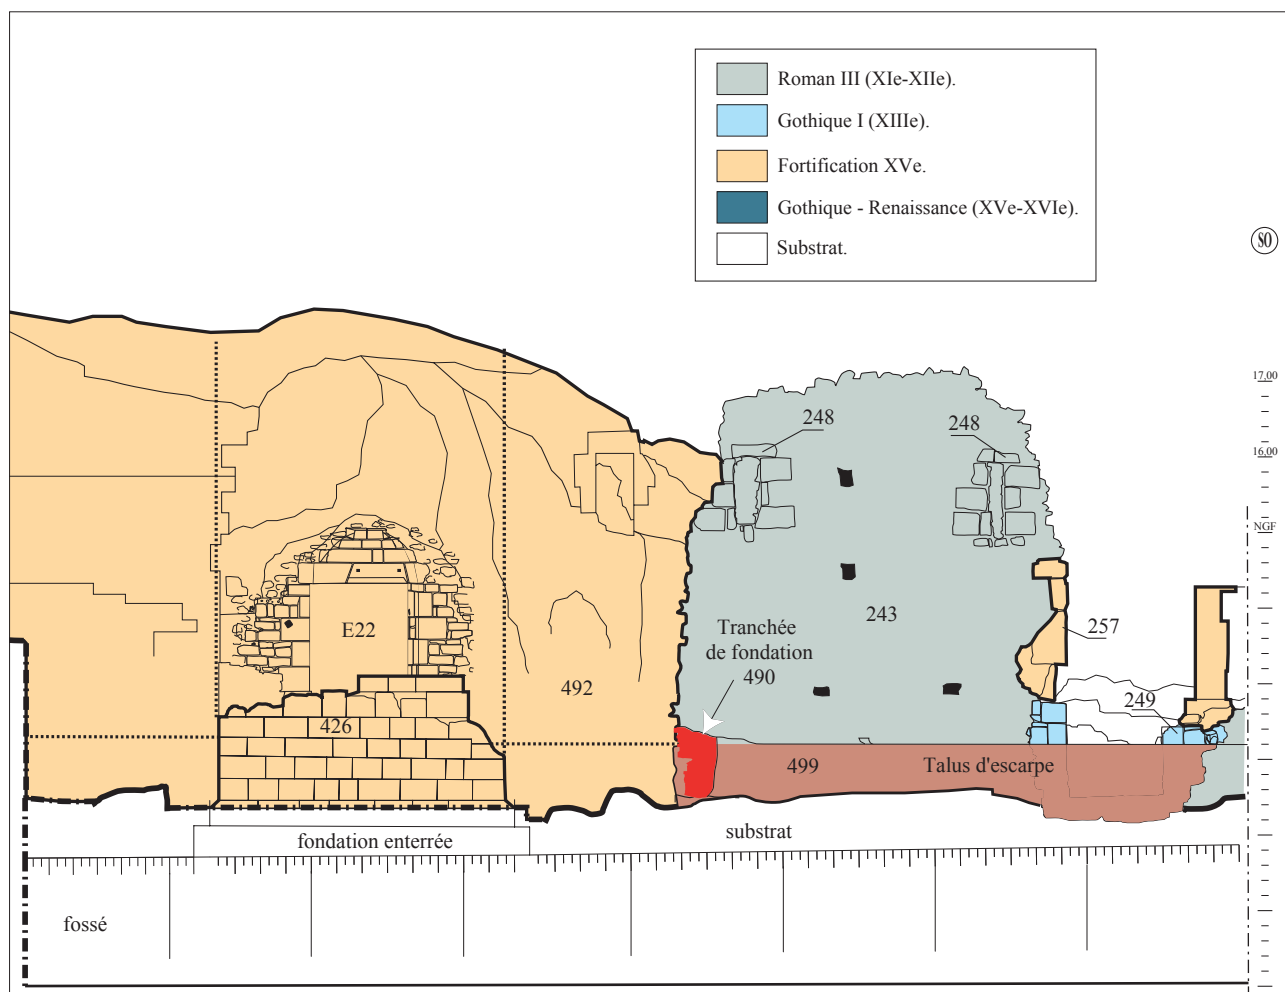 Roman III (XIe-XIIe).
Gothique I (XIIIe).
Fortification XVe.
Gothique - Renaissance (XVe-XVIe).
Substrat.
SO
17,00
248
248
16,00
NGF
E22
243
Tranchée
de fondation
490
257
492
249
426
499
Talus d'escarpe
substrat
fondation enterrée
fossé